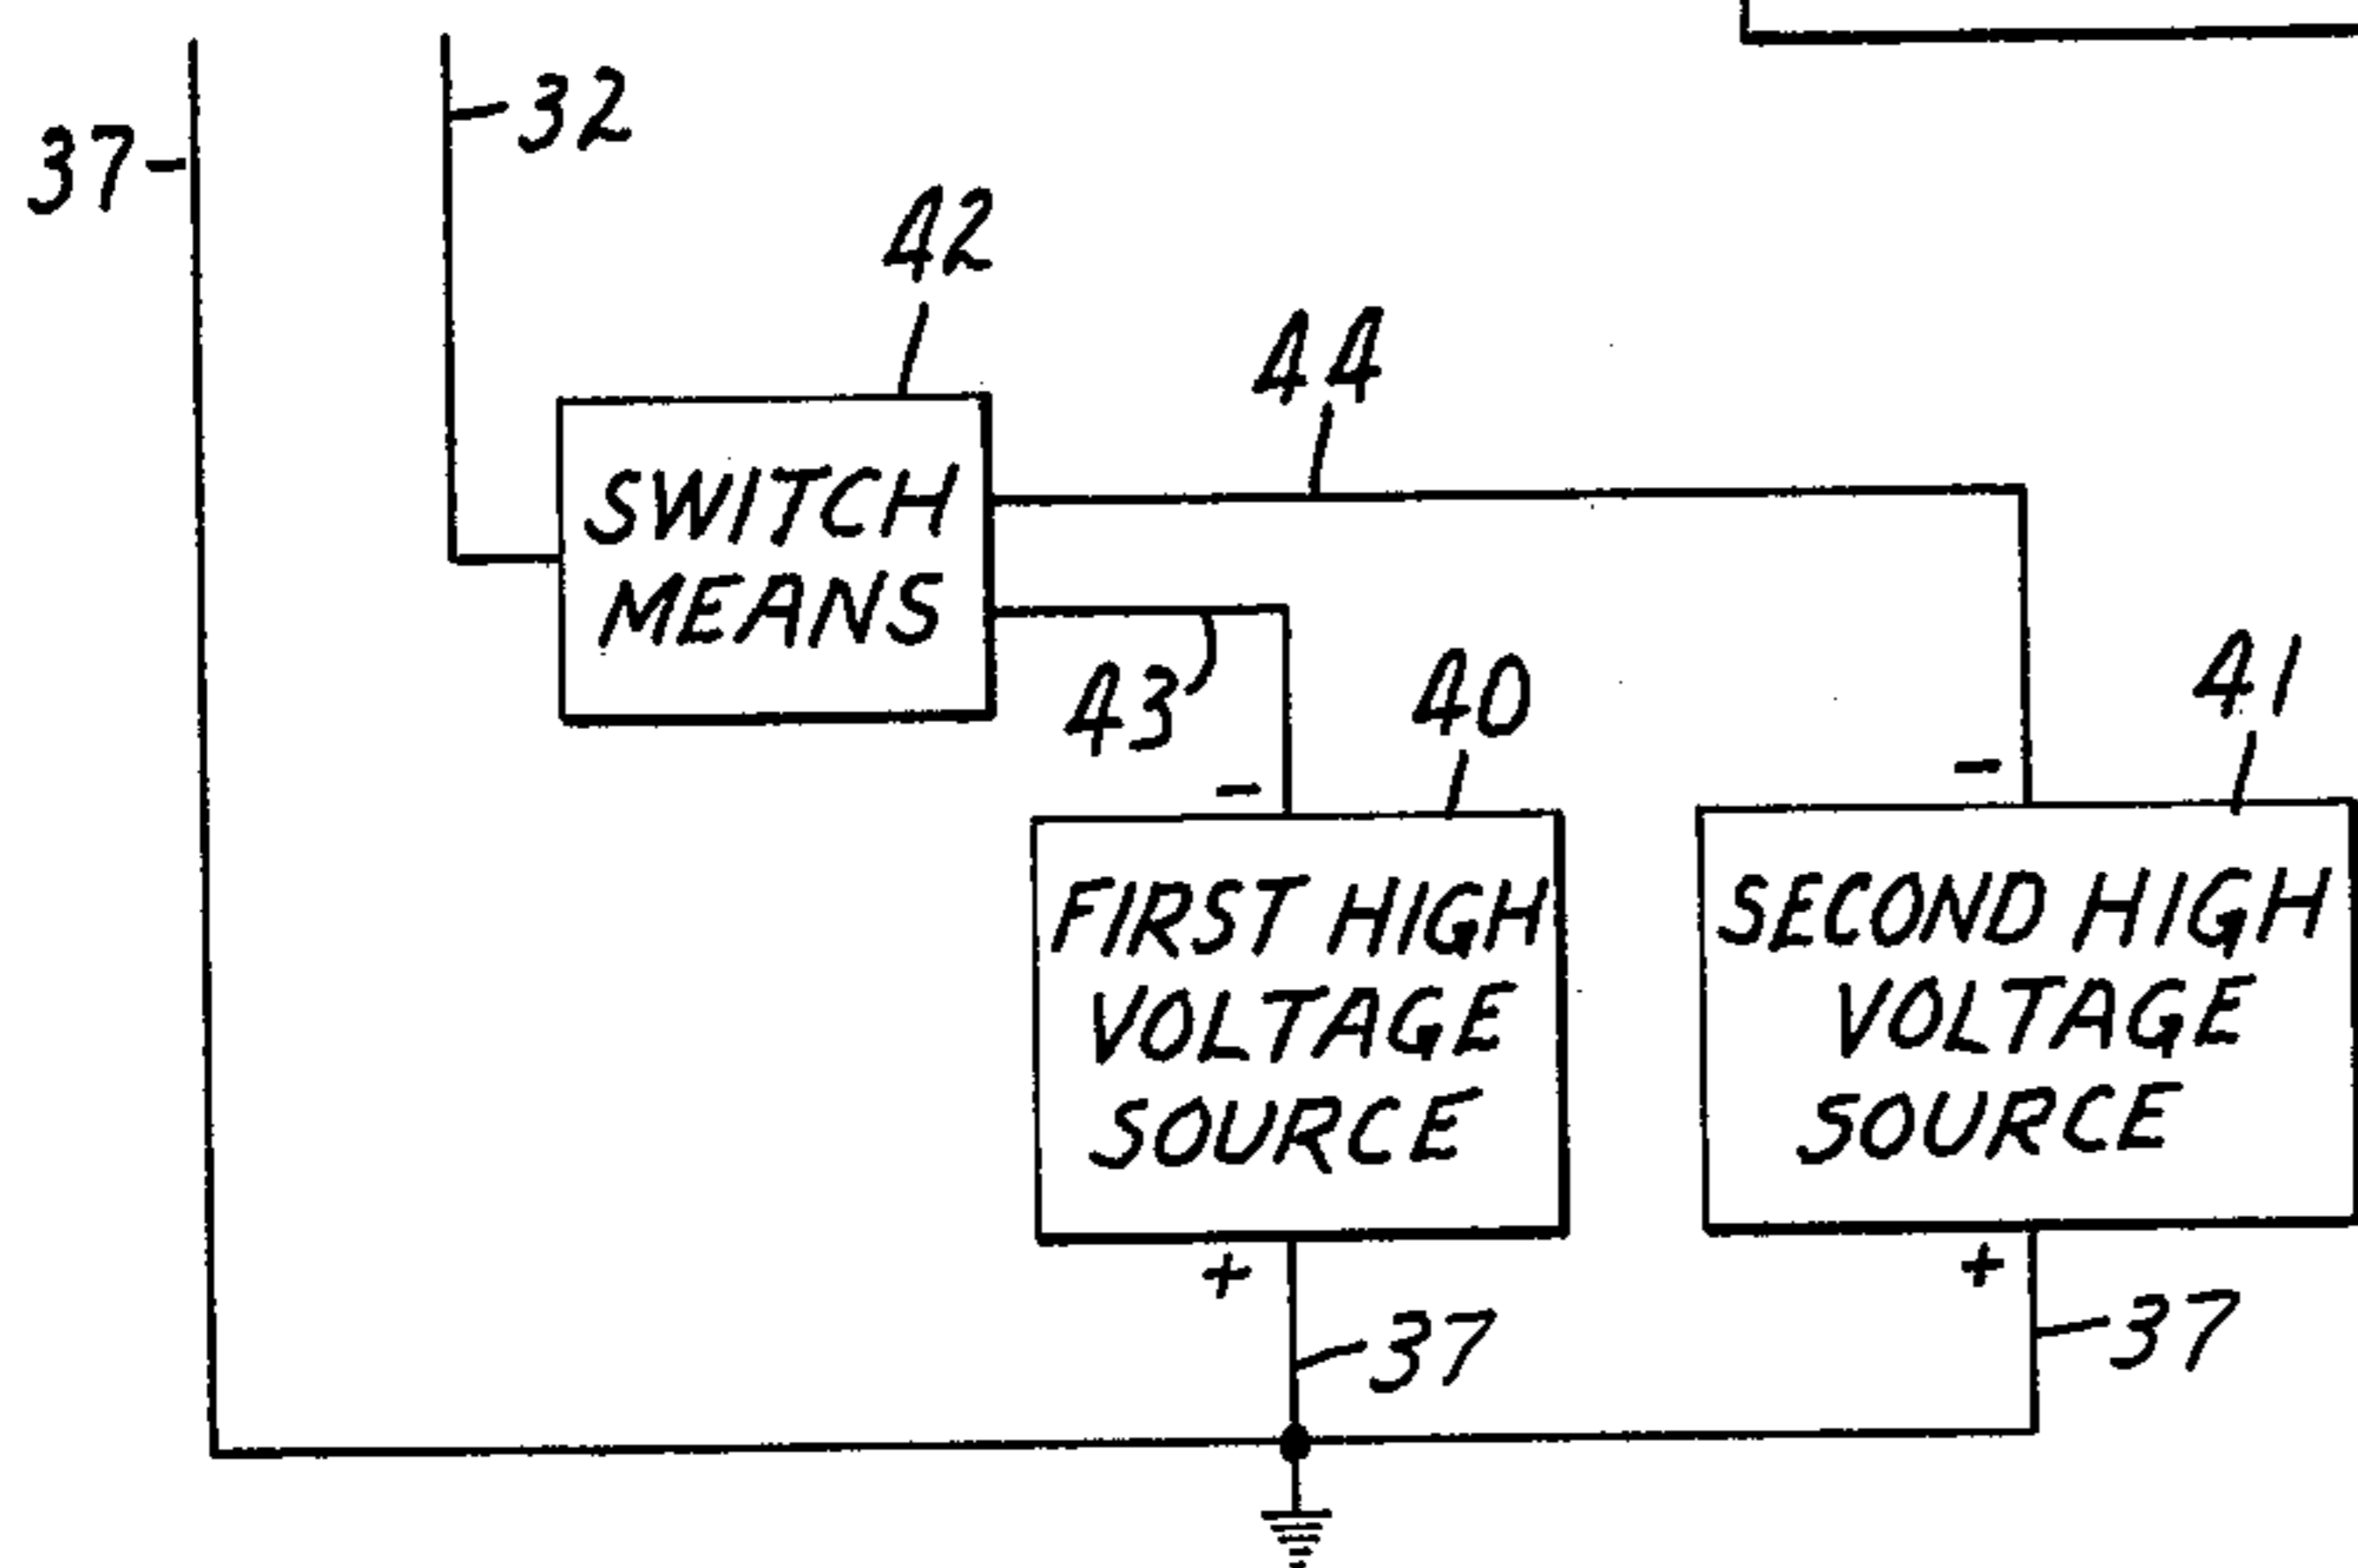 32
37
42
44
SWITCH
MEANS
43
40
41
-
-
FIRST HIGH
VOLTAGE
SOURCE
SECOND HIGH
VOLTAGE
SOURCE
+
+
37
37